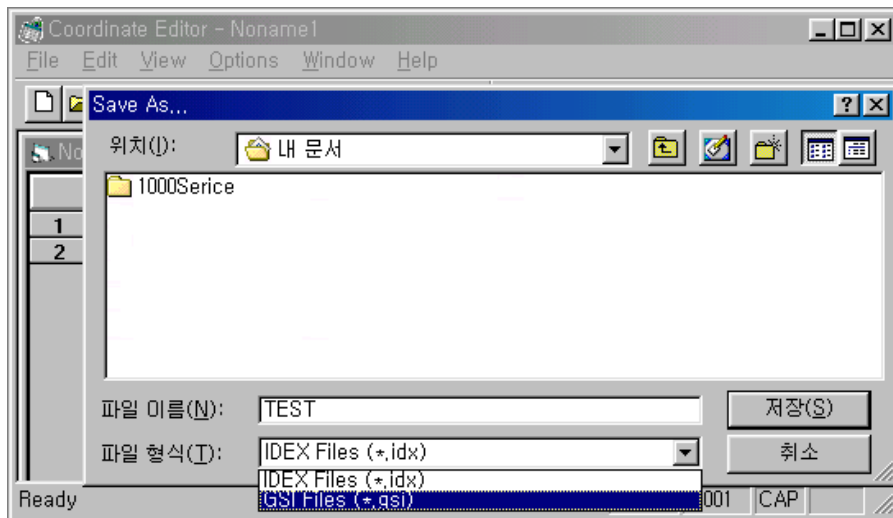 Coordinate Editor - Noname1
File Edit View Options Window Help
Save As...
? X
No
위치(I): 내 문서
1000Serice
1
2
파일 이름(N): TEST 저장(S)
파일 형식(T): IDEX Files (*.idx) 취소
IDEX Files (*.idx)
GSI Files (*.gsi)
Ready 001 CAP